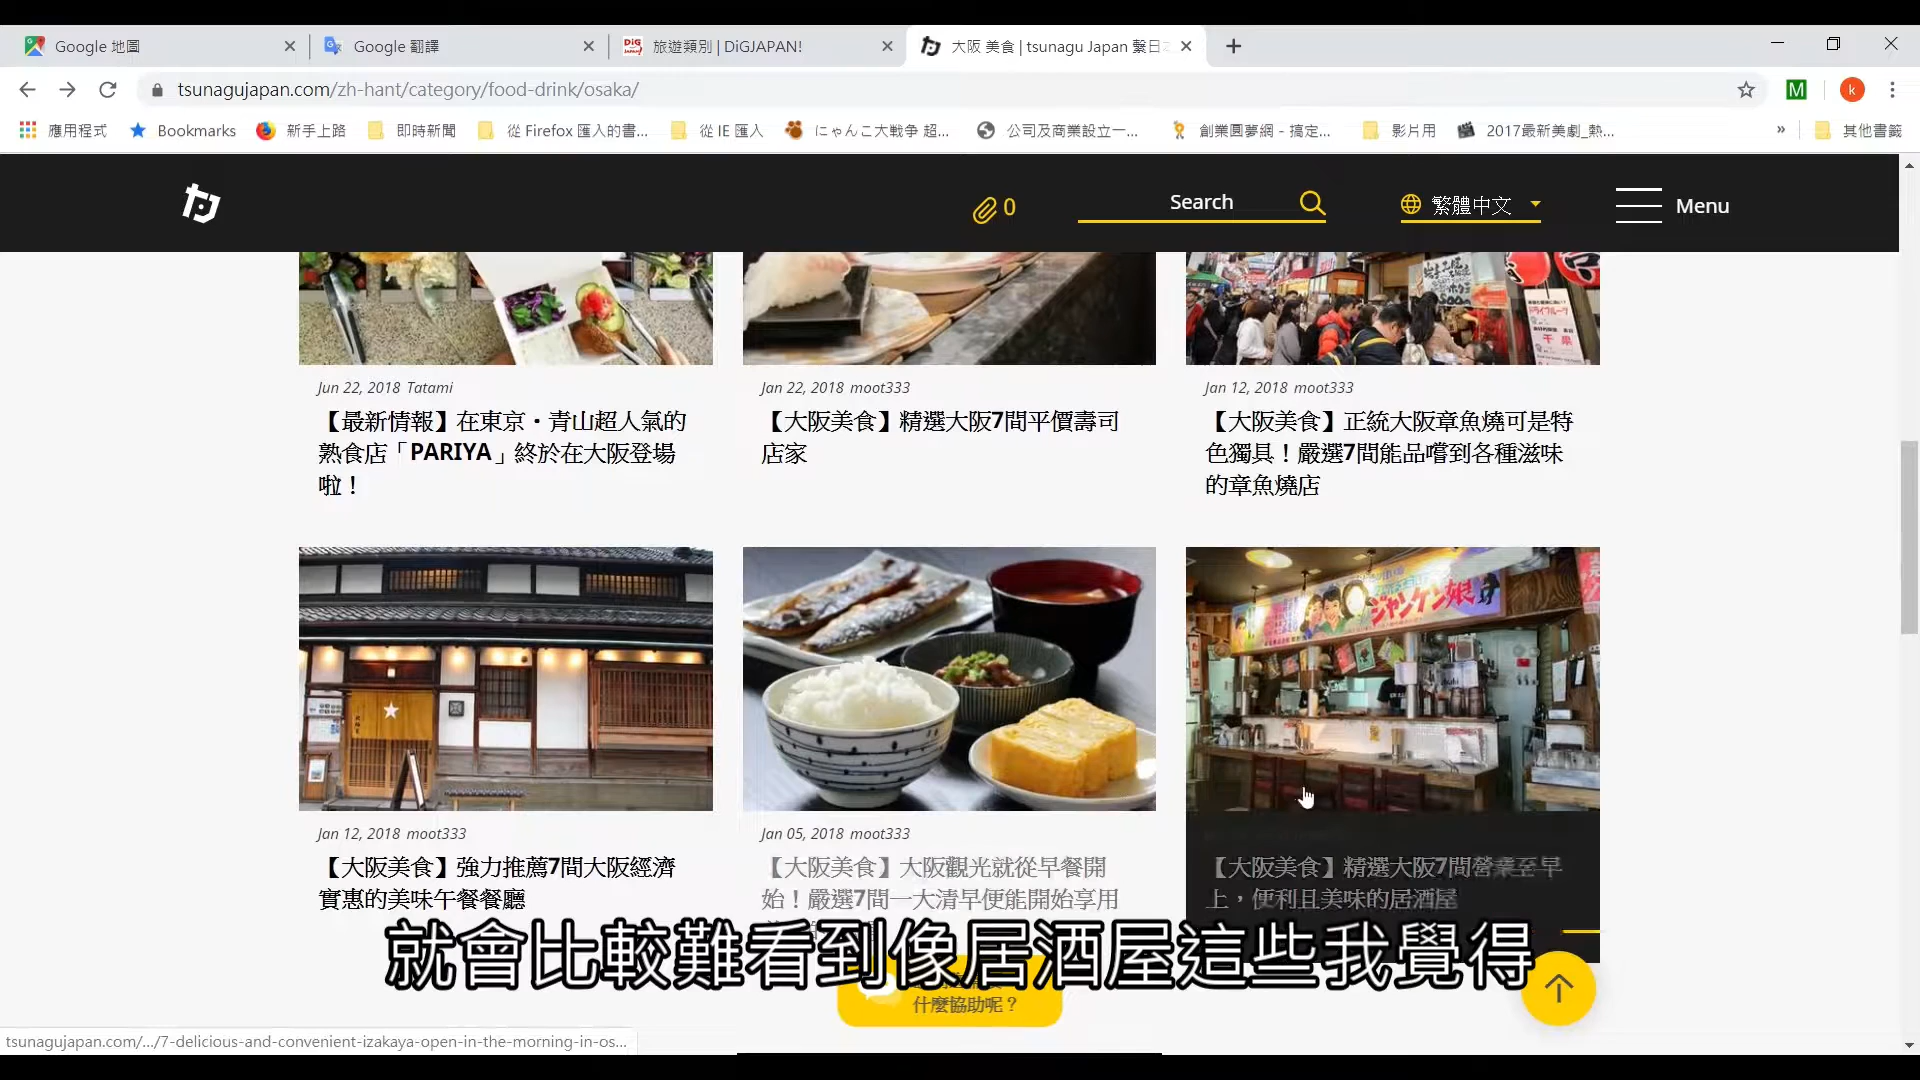 Google 地圖
Google 翻譯
旅遊類別 | DiGJAPAN!
大阪 美食 | tsunagu Japan 繫日
tsunagujapan.com/zh-hant/category/food-drink/osaka/
M
k
應用程式
Bookmarks
新手上路
即時新聞
從 Firefox 匯入的書...
從 IE 匯入
にゃんこ大戦争 超...
公司及商業設立一...
創業圓夢網 - 搞定...
影片用
2017最新美劇_熱...
»
其他書籤
0
Search
繁體中文
Menu
Jun 22, 2018 Tatami
【最新情報】在東京・青山超人氣的
熟食店「PARIYA」終於在大阪登場
啦！
Jan 22, 2018 moot333
【大阪美食】精選大阪7間平價壽司
店家
Jan 12, 2018 moot333
【大阪美食】正統大阪章魚燒可是特
色獨具！嚴選7間能品嚐到各種滋味
的章魚燒店
ジャンケン娘
Jan 12, 2018 moot333
【大阪美食】強力推薦7間大阪經濟
實惠的美味午餐餐廳
Jan 05, 2018 moot333
【大阪美食】大阪觀光就從早餐開
始！嚴選7間一大清早便能開始享用
【大阪美食】精選大阪7間營業至早
上，便利且美味的居酒屋
就會比較難看到像居酒屋這些我覺得
什麼協助呢？
tsunagujapan.com/.../7-delicious-and-convenient-izakaya-open-in-the-morning-in-os...